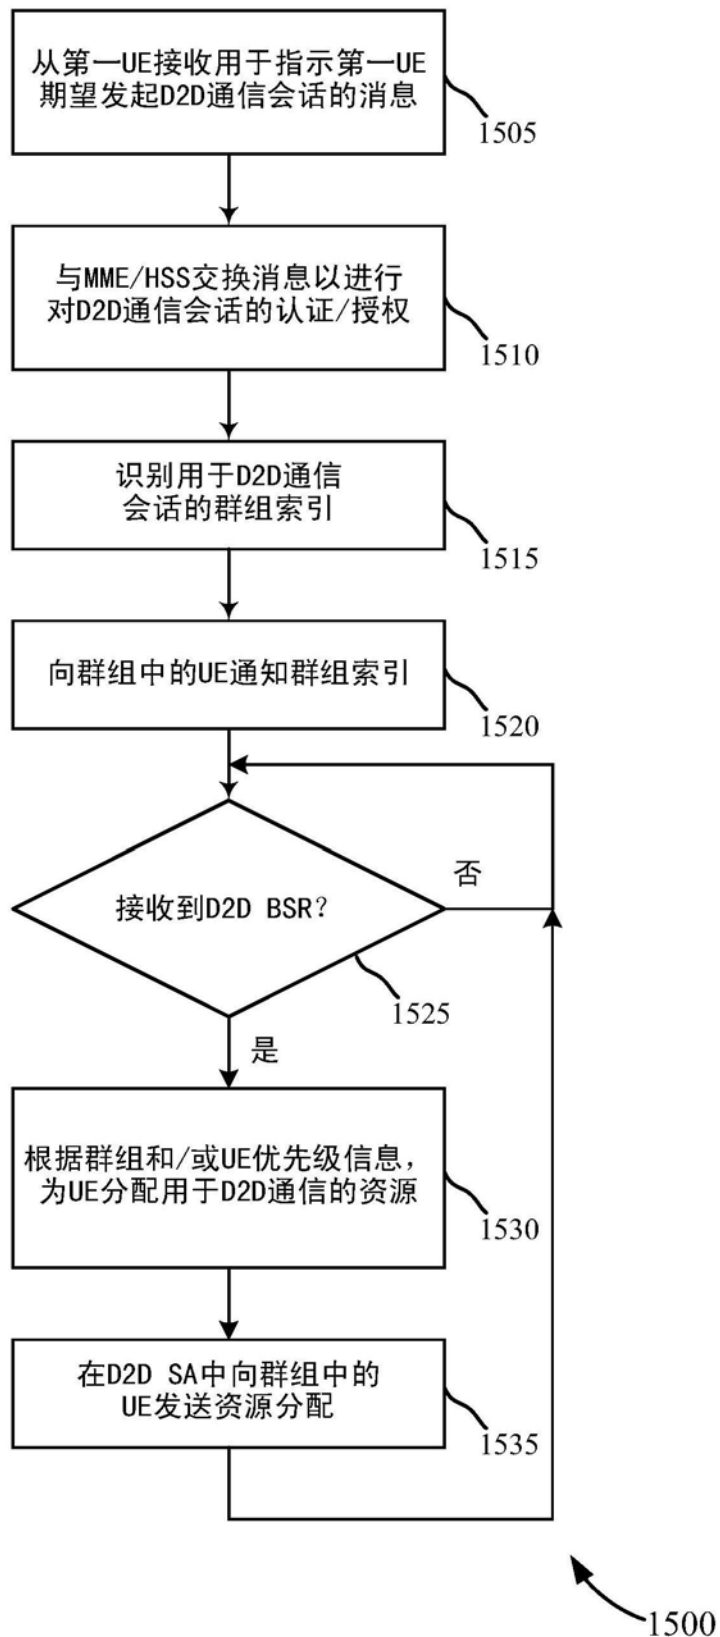 从第一UE接收用于指示第一UE
期望发起D2D通信会话的消息
1505
与MME/HSS交换消息以进行
对D2D通信会话的认证/授权
1510
识别用于D2D通信
会话的群组索引
1515
向群组中的UE通知群组索引
1520
接收到D2D BSR?
否
1525
是
根据群组和/或UE优先级信息，
为UE分配用于D2D通信的资源
1530
在D2D SA中向群组中的
UE发送资源分配
1535
1500